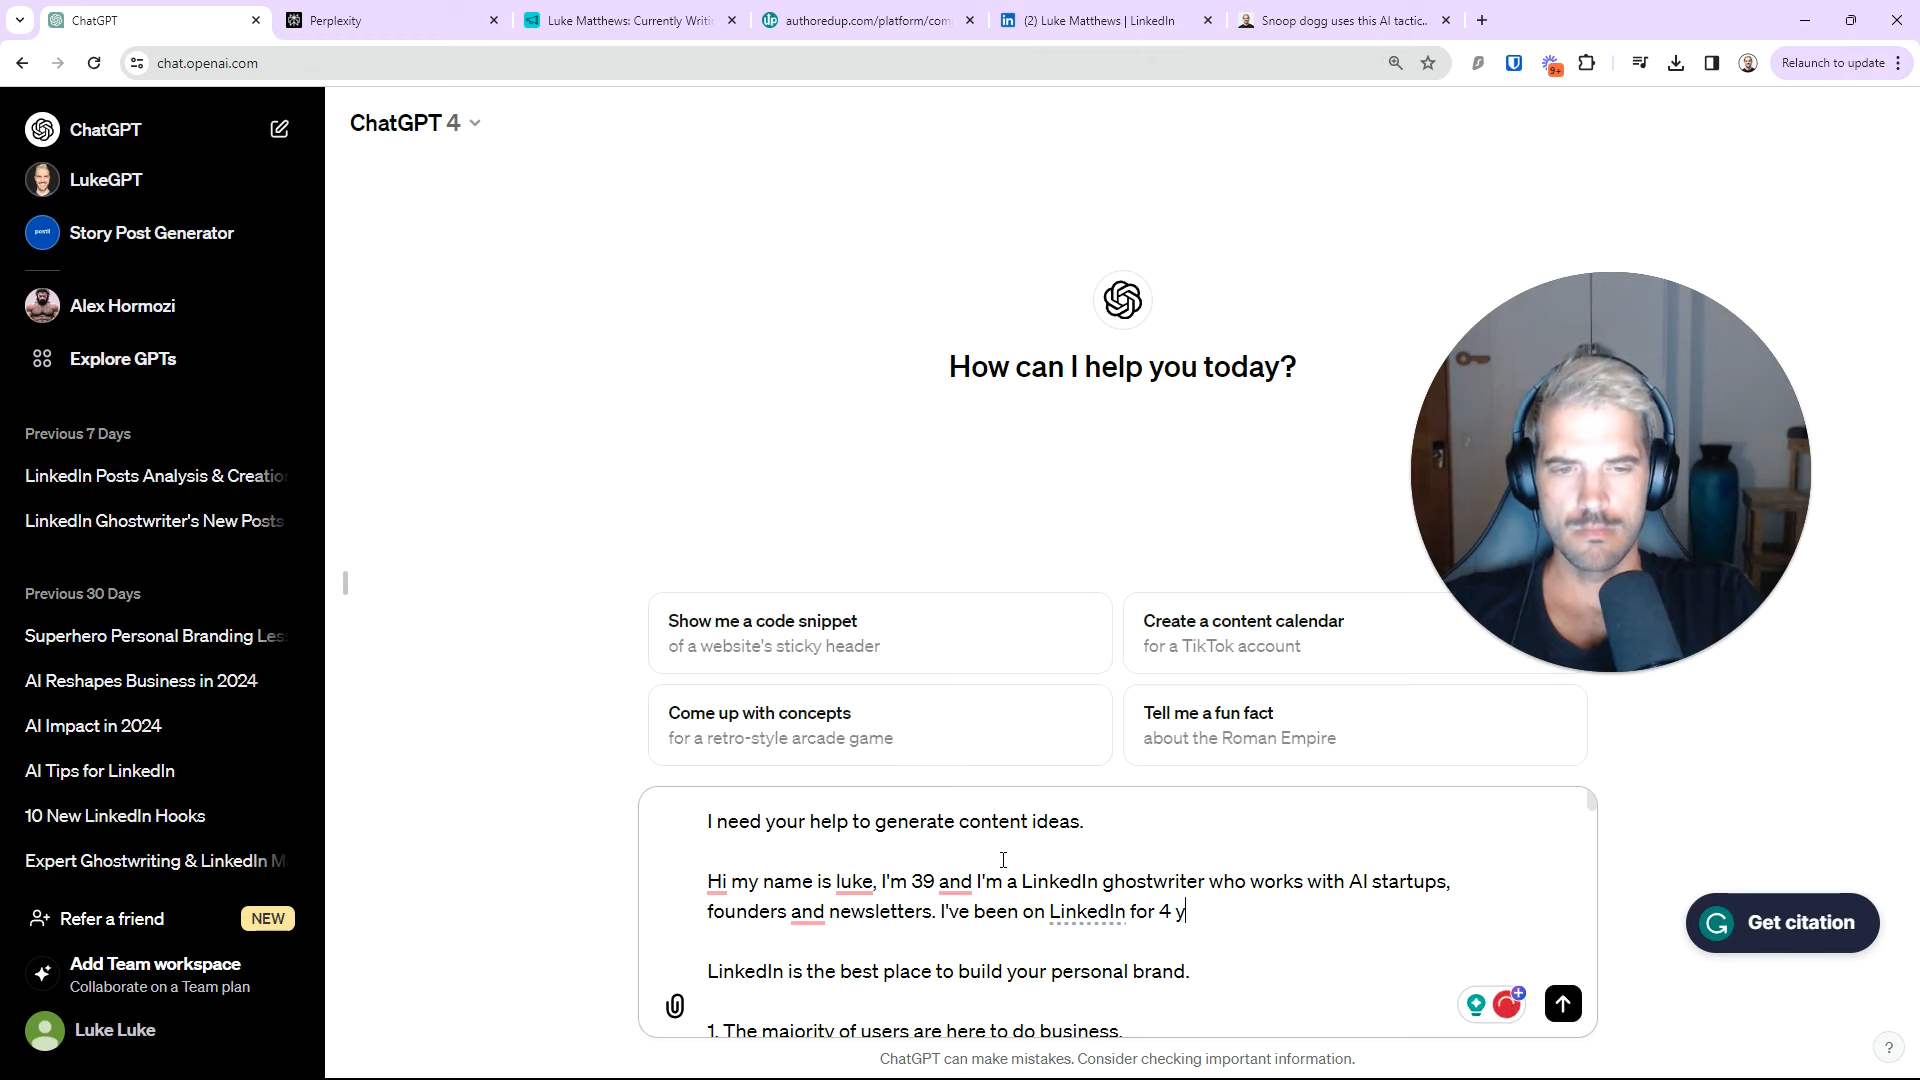 ChatGPT
Perplexity
Luke Matthews: Currently Writi
authoredup.com/platform/com
(2) Luke Matthews | LinkedIn
Snoop dogg uses this AI tactic..
chat.openai.com
9+
Relaunch to update
ChatGPT
LukeGPT
postli
Story Post Generator
Alex Hormozi
Explore GPTs
Previous 7 Days
LinkedIn Posts Analysis & Creatio
LinkedIn Ghostwriter's New Posts
Previous 30 Days
Superhero Personal Branding Les
AI Reshapes Business in 2024
AI Impact in 2024
AI Tips for LinkedIn
10 New LinkedIn Hooks
Expert Ghostwriting & LinkedIn M
Refer a friend
NEW
Add Team workspace
Collaborate on a Team plan
Luke Luke
ChatGPT 4
How can I help you today?
Show me a code snippet
of a website's sticky header
Create a content calendar
for a TikTok account
Come up with concepts
for a retro-style arcade game
Tell me a fun fact
about the Roman Empire
I need your help to generate content ideas.
Hi my name is luke, I'm 39 and I'm a LinkedIn ghostwriter who works with AI startups,
founders and newsletters. I've been on LinkedIn for 4 y
LinkedIn is the best place to build your personal brand.
1. The majority of users are here to do business.
Get citation
ChatGPT can make mistakes. Consider checking important information.
?